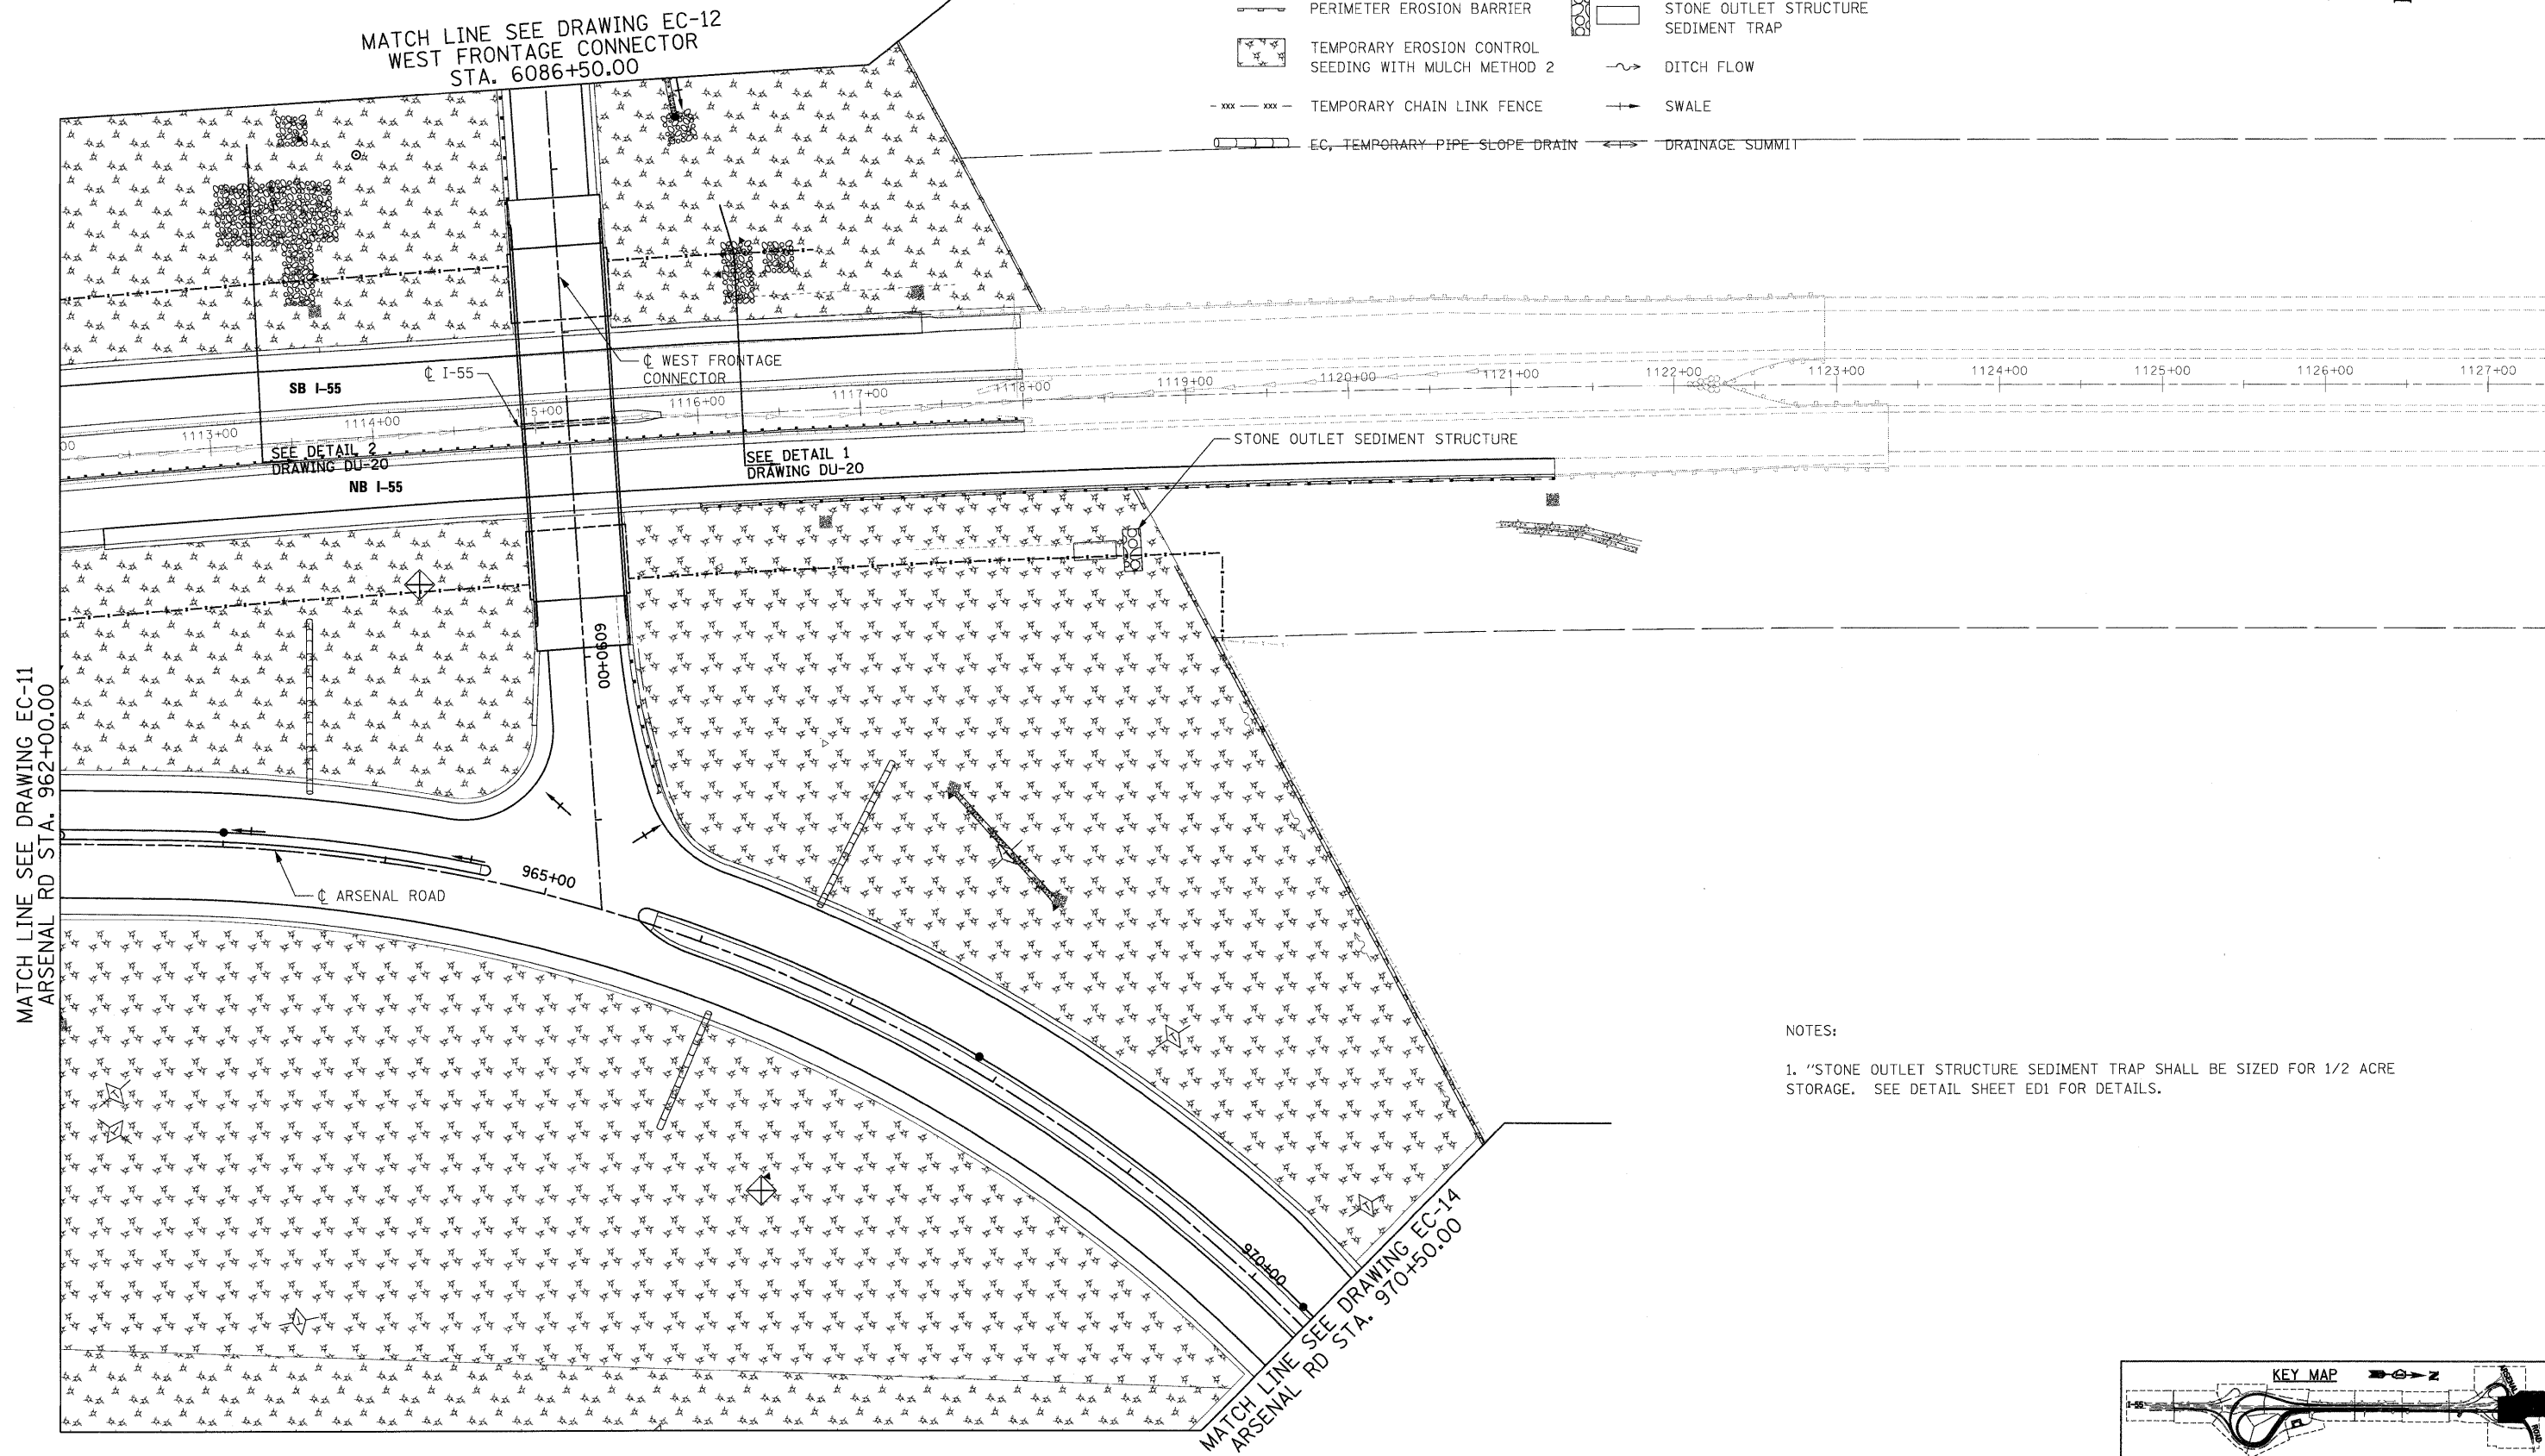 MATCH LINE SEE DRAWING EC-12
WEST FRONTAGE CONNECTOR
STA. 6086+50.00
PERIMETER EROSION BARRIER
STONE OUTLET STRUCTURE
SEDIMENT TRAP
TEMPORARY EROSION CONTROL
SEEDING WITH MULCH METHOD 2
DITCH FLOW
- xxx — xxx — TEMPORARY CHAIN LINK FENCE
SWALE
EC, TEMPORARY PIPE SLOPE DRAIN
DRAINAGE SUMMIT
℄ WEST FRONTAGE
CONNECTOR
℄ I-55
SB I-55
00
1113+00
1114+00
115+00
1116+00
1117+00
1118+00
1119+00
1120+00
1121+00
1122+00
1123+00
1124+00
1125+00
1126+00
1127+00
SEE DETAIL 2
DRAWING DU-20
SEE DETAIL 1
DRAWING DU-20
STONE OUTLET SEDIMENT STRUCTURE
NB I-55
6090+00
MATCH LINE SEE DRAWING EC-11
ARSENAL RD STA. 962+00.00
965+00
℄ ARSENAL ROAD
970+00
MATCH LINE SEE DRAWING EC-14
ARSENAL RD STA. 970+50.00
NOTES:
1. "STONE OUTLET STRUCTURE SEDIMENT TRAP SHALL BE SIZED FOR 1/2 ACRE
STORAGE. SEE DETAIL SHEET ED1 FOR DETAILS.
KEY MAP
Z
I-55